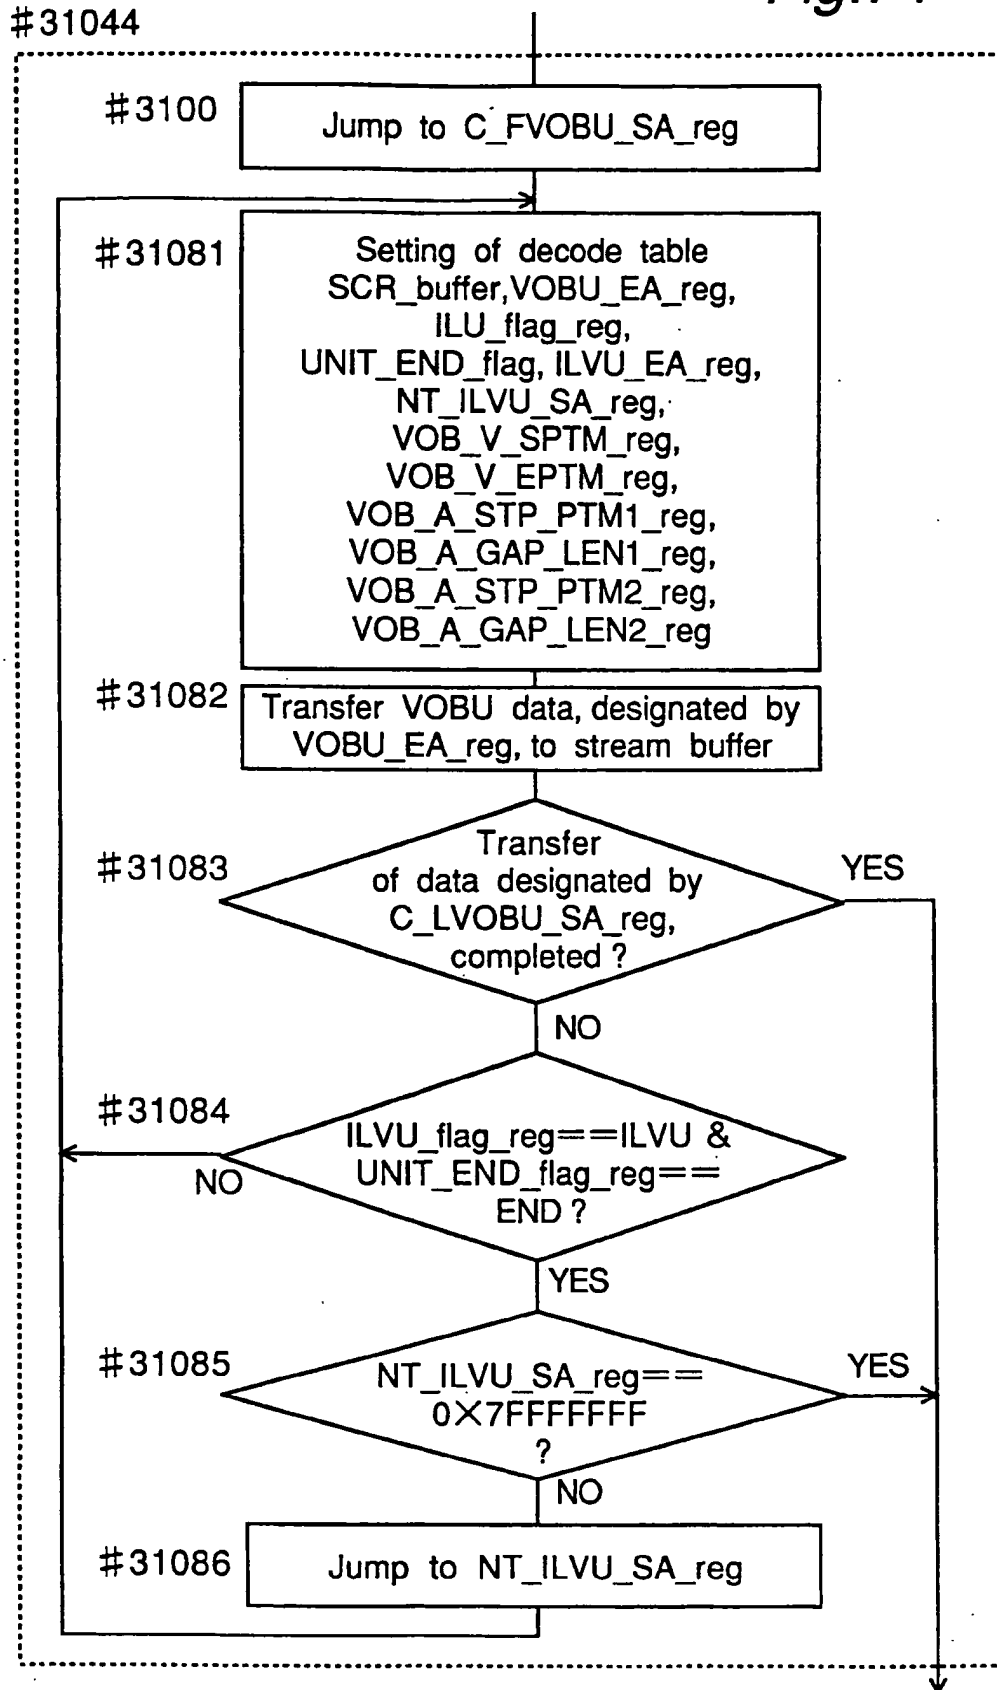 #31044
#3100
Jump to C_FVOBU_SA_reg
#31081
Setting of decode table
SCR_buffer,VOBU_EA_reg,
ILU_flag_reg,
UNIT_END_flag, ILVU_EA_reg,
NT_ILVU_SA_reg,
VOB_V_SPTM_reg,
VOB_V_EPTM_reg,
VOB_A_STP_PTM1_reg,
VOB_A_GAP_LEN1_reg,
VOB_A_STP_PTM2_reg,
VOB_A_GAP_LEN2_reg
#31082
Transfer VOBU data, designated by
VOBU_EA_reg, to stream buffer
#31083
Transfer
of data designated by
C_LVOBU_SA_reg,
completed ?
YES
NO
#31084
ILVU_flag_reg==ILVU &
UNIT_END_flag_reg==
END ?
NO
YES
#31085
NT_ILVU_SA_reg==
0X7FFFFFFF
?
YES
NO
#31086
Jump to NT_ILVU_SA_reg